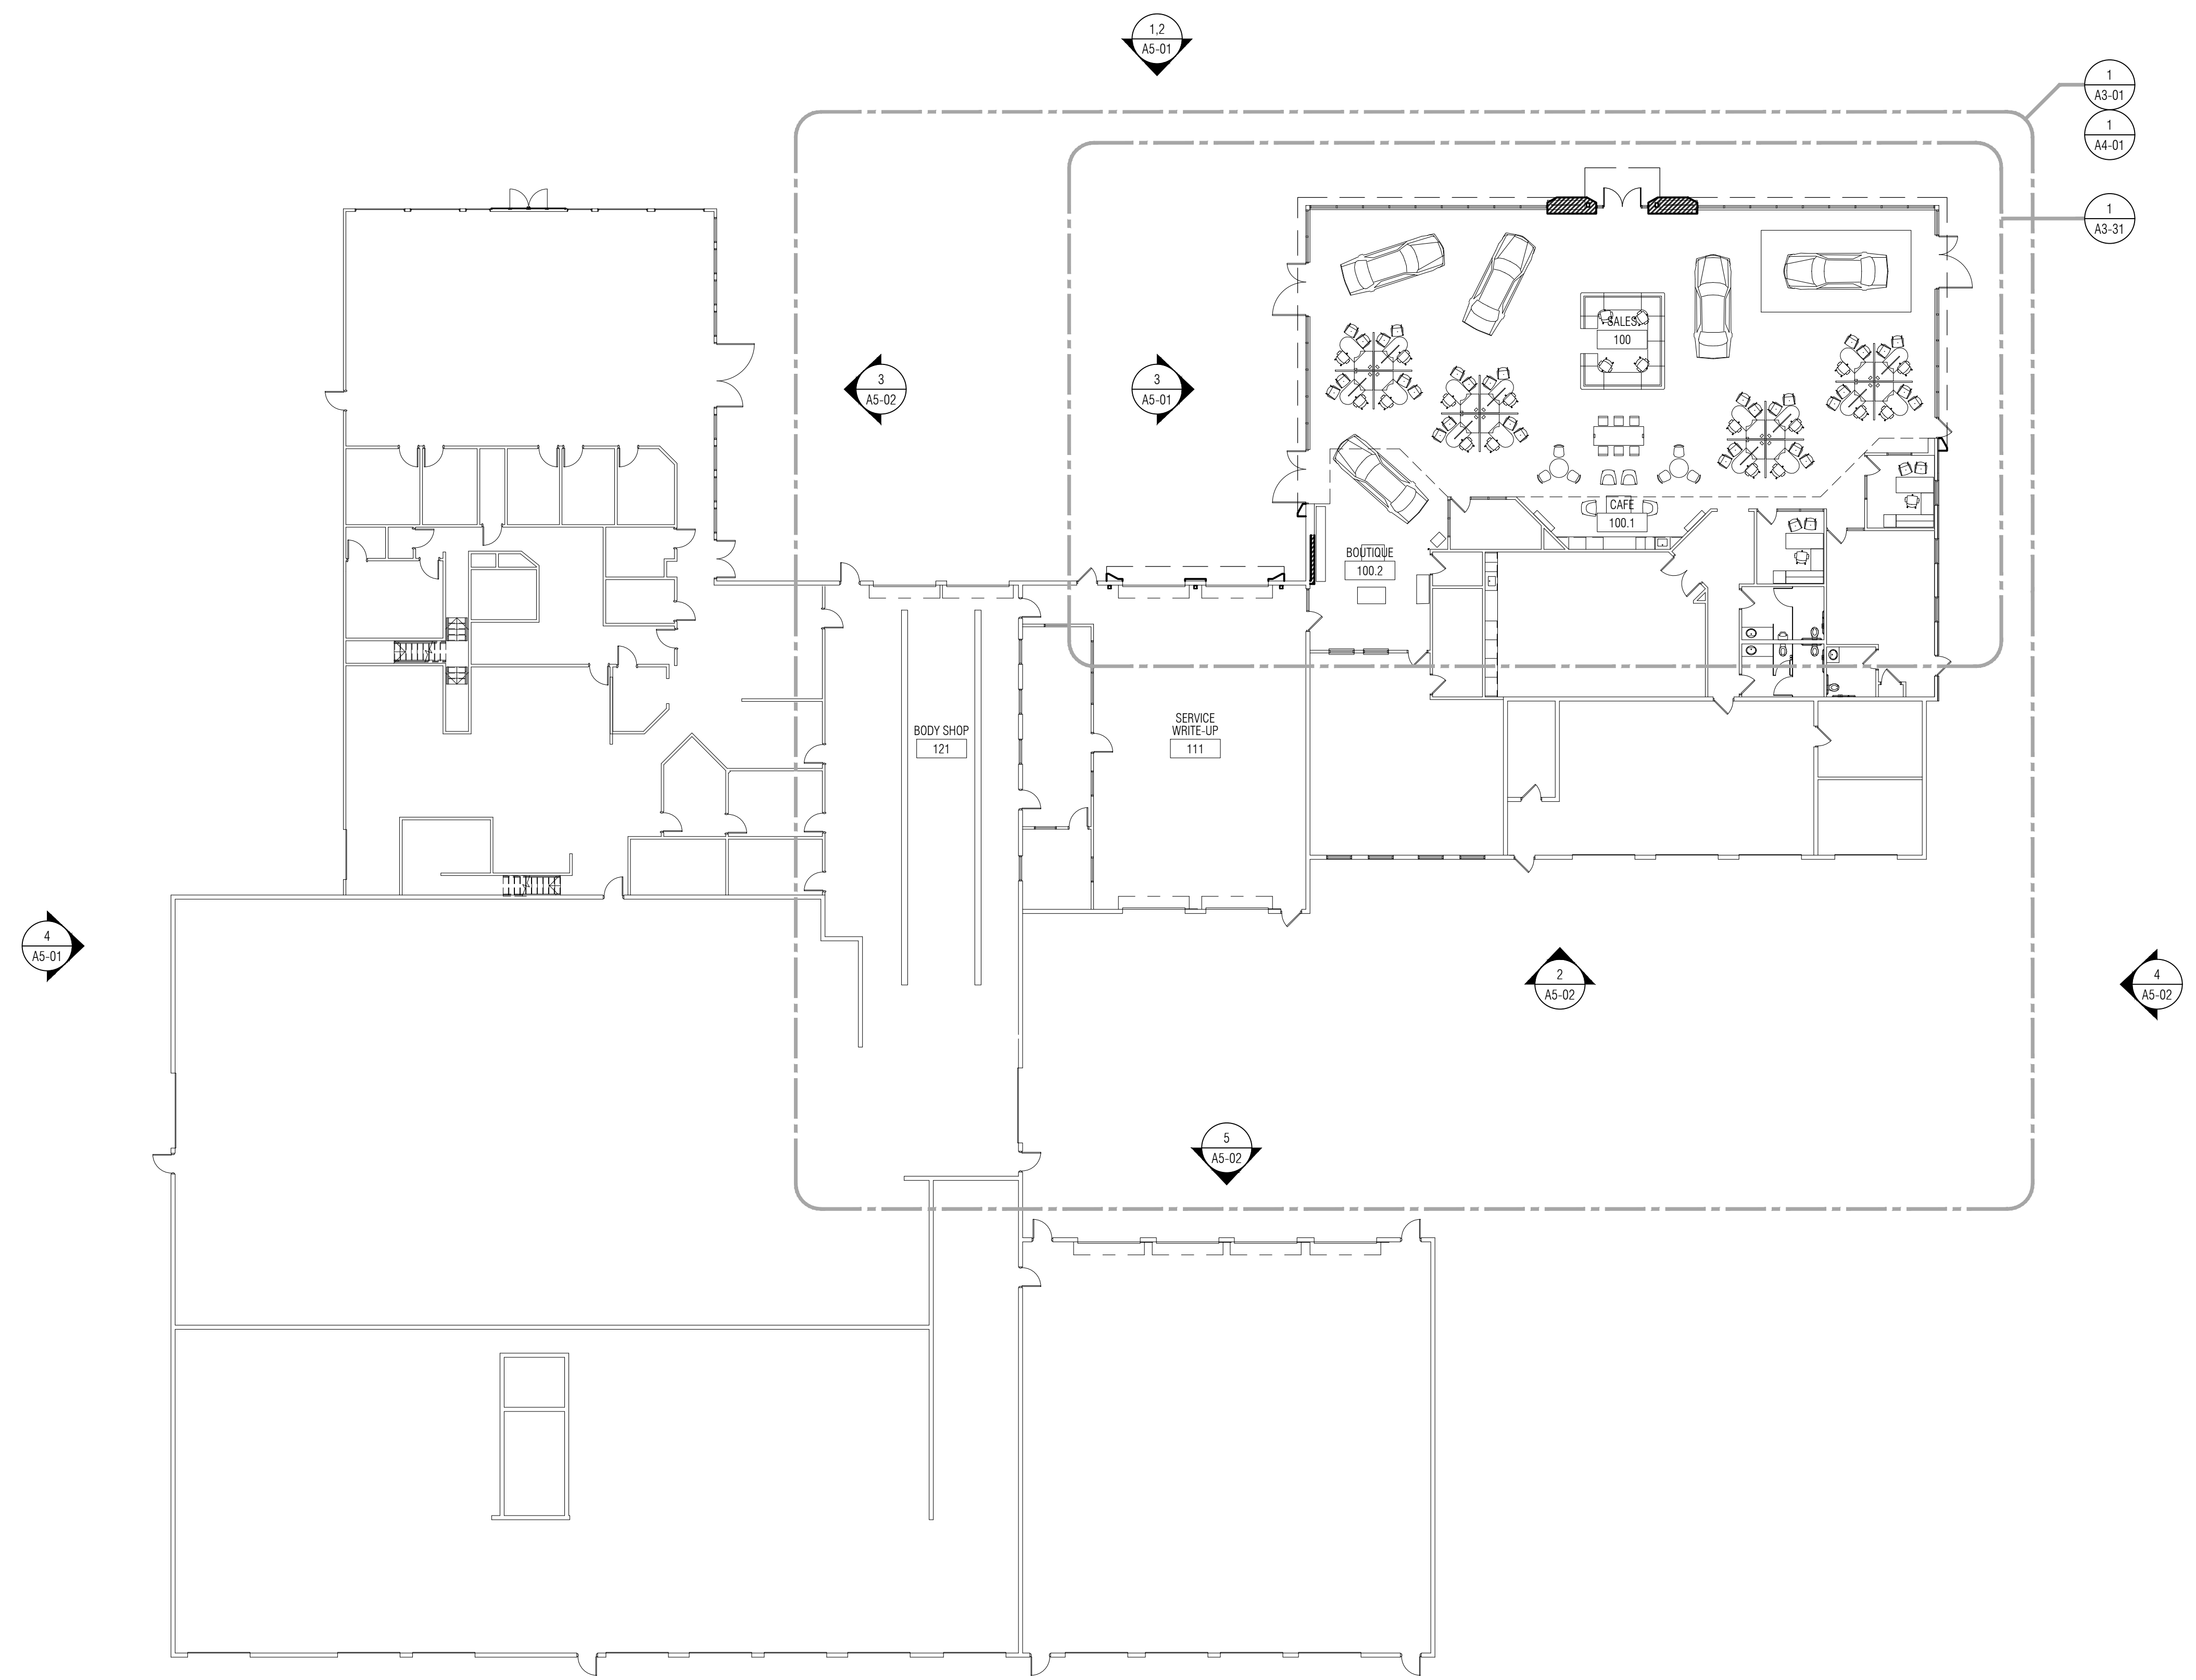 1,2
A5-01
1
A3-01
1
A4-01
1
A3-31
SALES
100
3
A5-02
3
A5-01
CAFE
100.1
BOUTIQUE
100.2
BODY SHOP
121
SERVICE
WRITE-UP
111
4
A5-01
2
A5-02
4
A5-02
5
A5-02